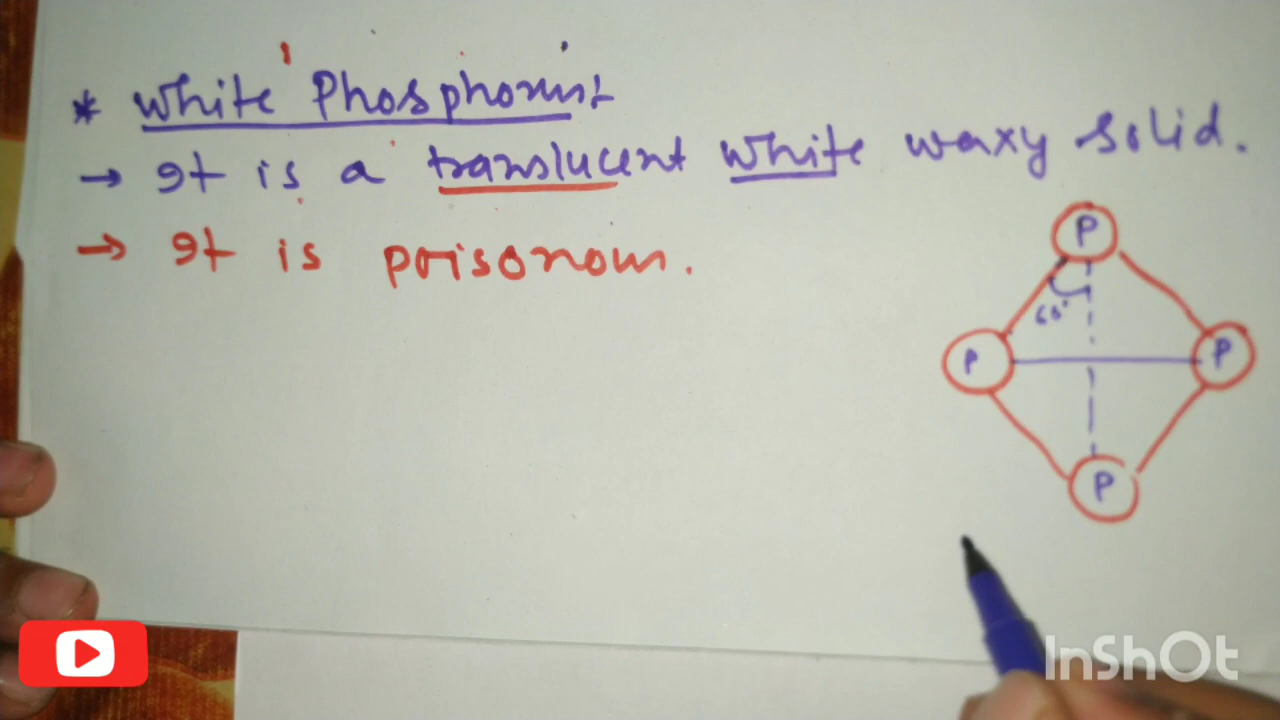 * White Phosphorus
→ It is a translucent white waxy solid.
→ It is poisonous.
P
60°
P
P
P
InShOt